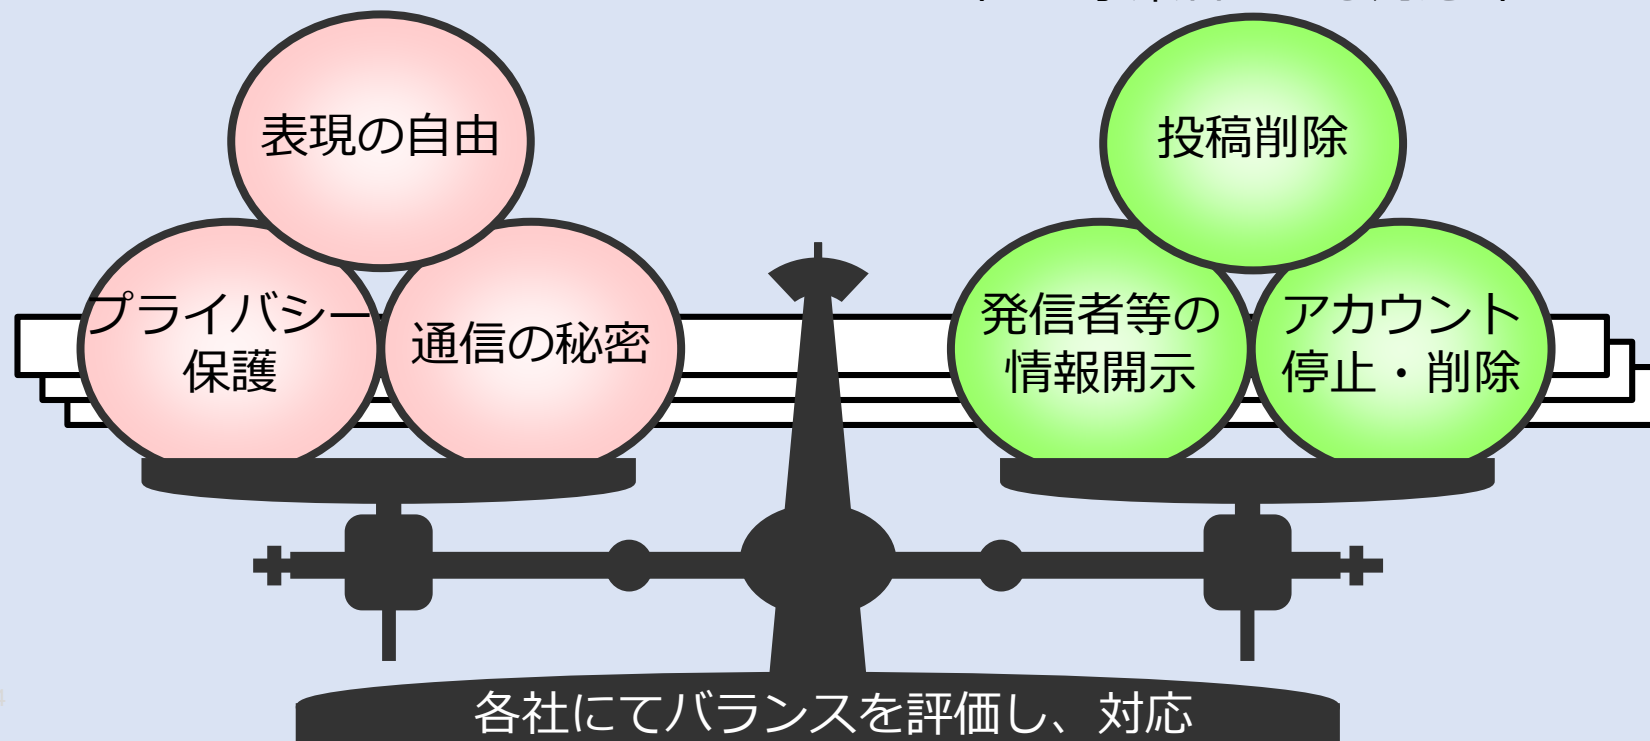 表現の自由
プライバシー
保護
通信の秘密
投稿削除
発信者等の
情報開示
アカウント
停止・削除
各社にてバランスを評価し、対応